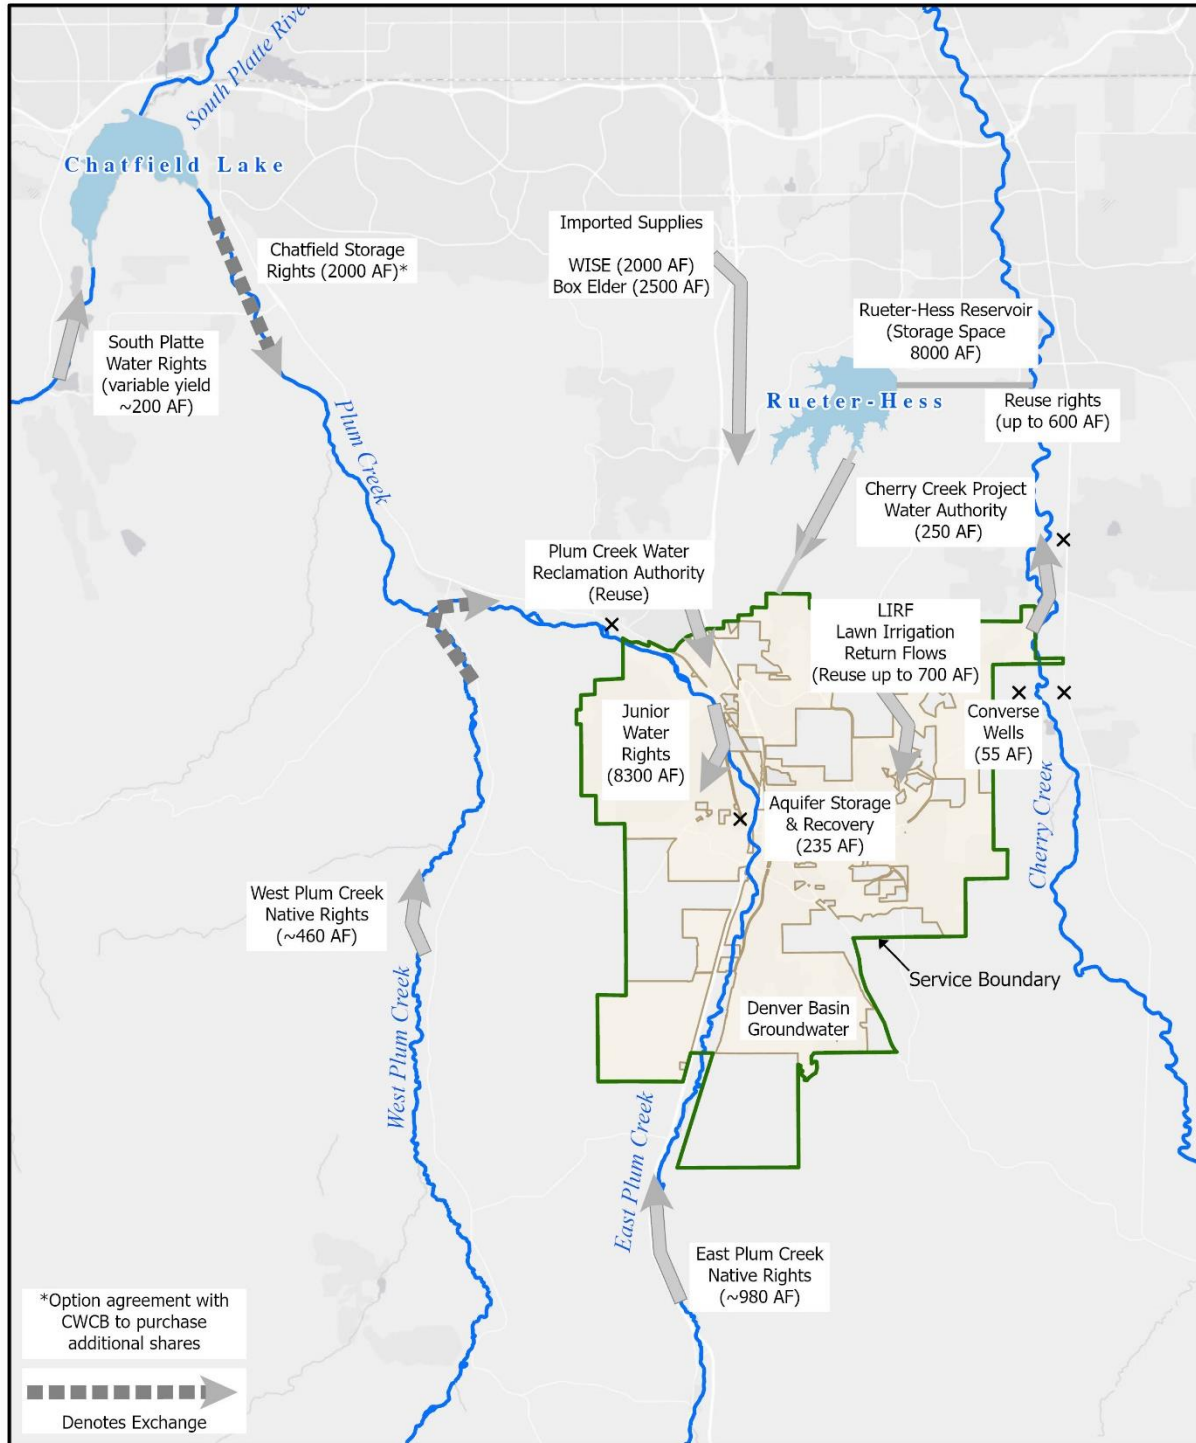 South Platte River
Chatfield Lake
Chatfield Storage
Rights (2000 AF)*
Imported Supplies
WISE (2000 AF)
Box Elder (2500 AF)
South Platte
Water Rights
(variable yield
~200 AF)
Rueter-Hess Reservoir
(Storage Space
8000 AF)
Rueter-Hess
Reuse rights
(up to 600 AF)
Plum Creek
Cherry Creek Project
Water Authority
(250 AF)
Plum Creek Water
Reclamation Authority
(Reuse)
LIRF
Lawn Irrigation
Return Flows
(Reuse up to 700 AF)
Junior
Water
Rights
(8300 AF)
Converse
Wells
(55 AF)
Aquifer Storage
& Recovery
(235 AF)
Cherry Creek
West Plum Creek
Native Rights
(~460 AF)
Service Boundary
Denver Basin
Groundwater
West Plum Creek
East Plum Creek
East Plum Creek
Native Rights
(~980 AF)
*Option agreement with
CWCB to purchase
additional shares
Denotes Exchange